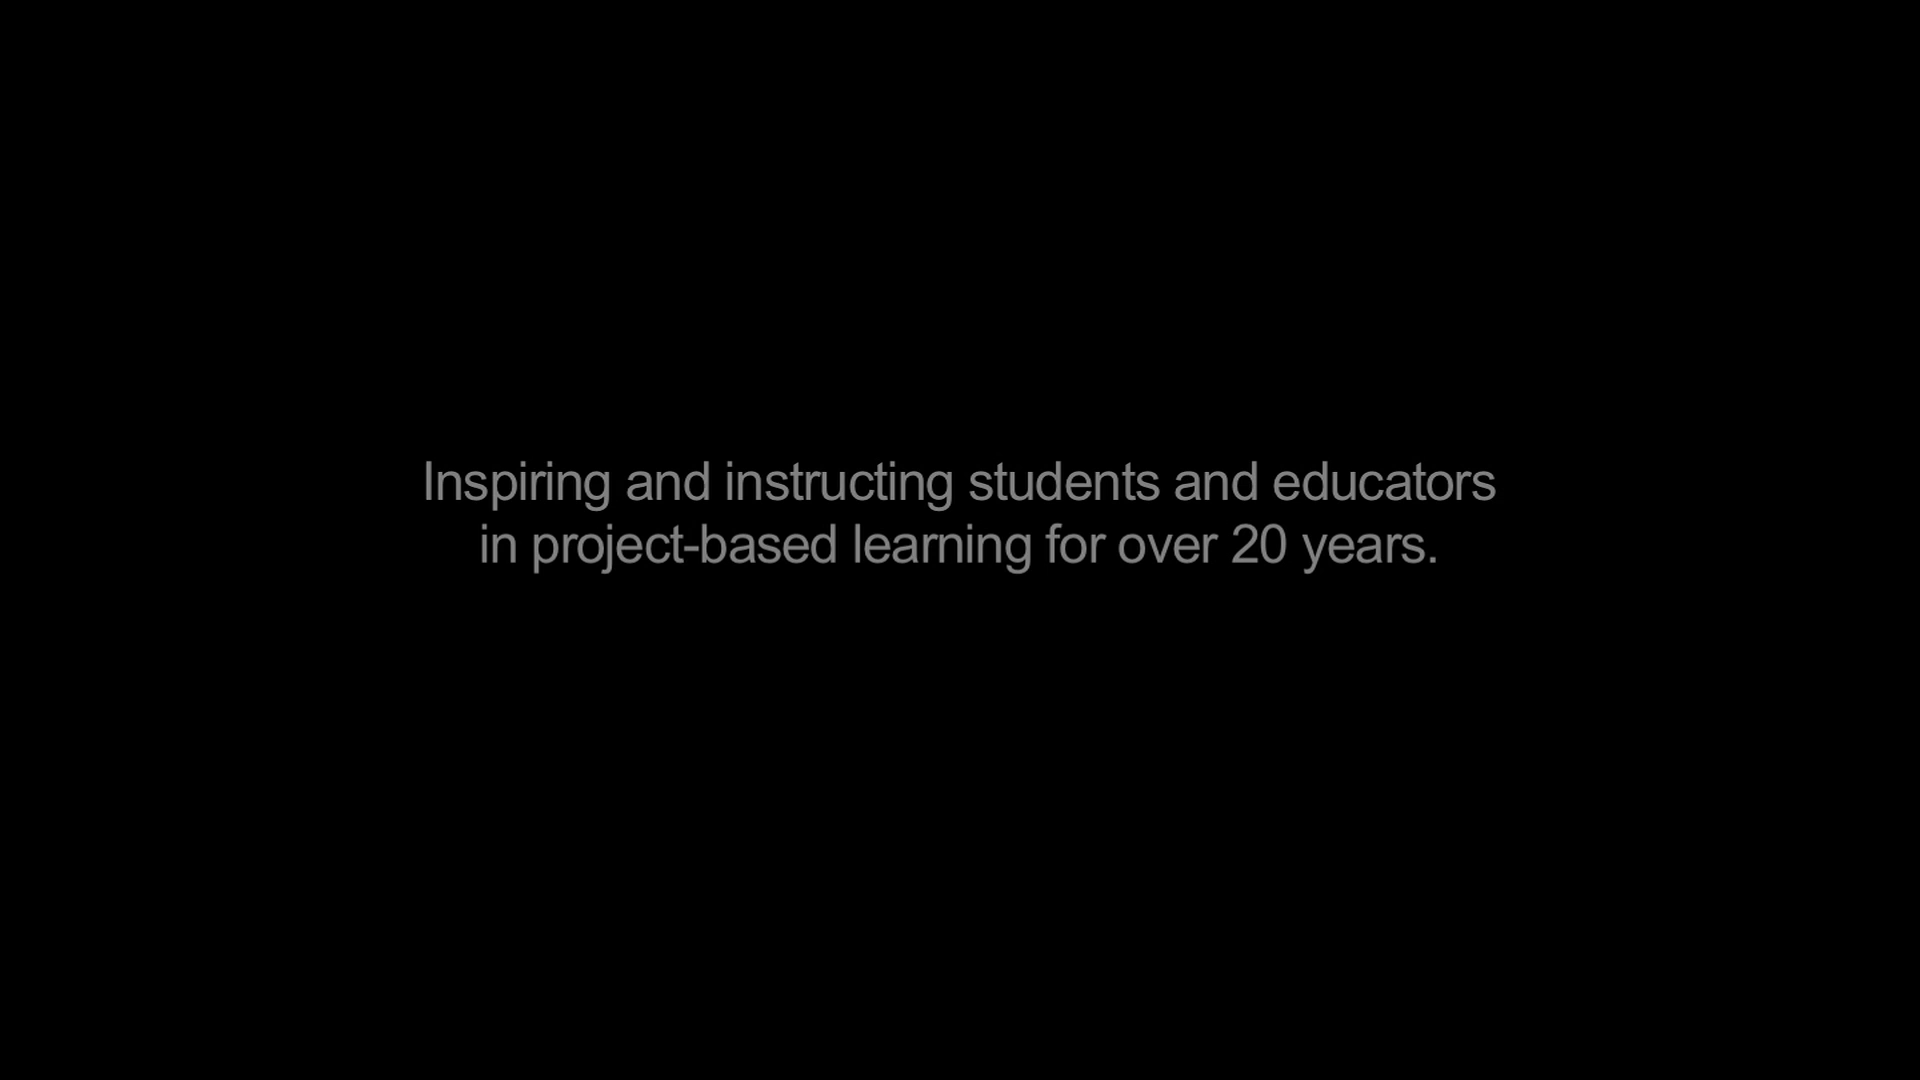 Inspiring and instructing students and educators
in project-based learning for over 20 years.